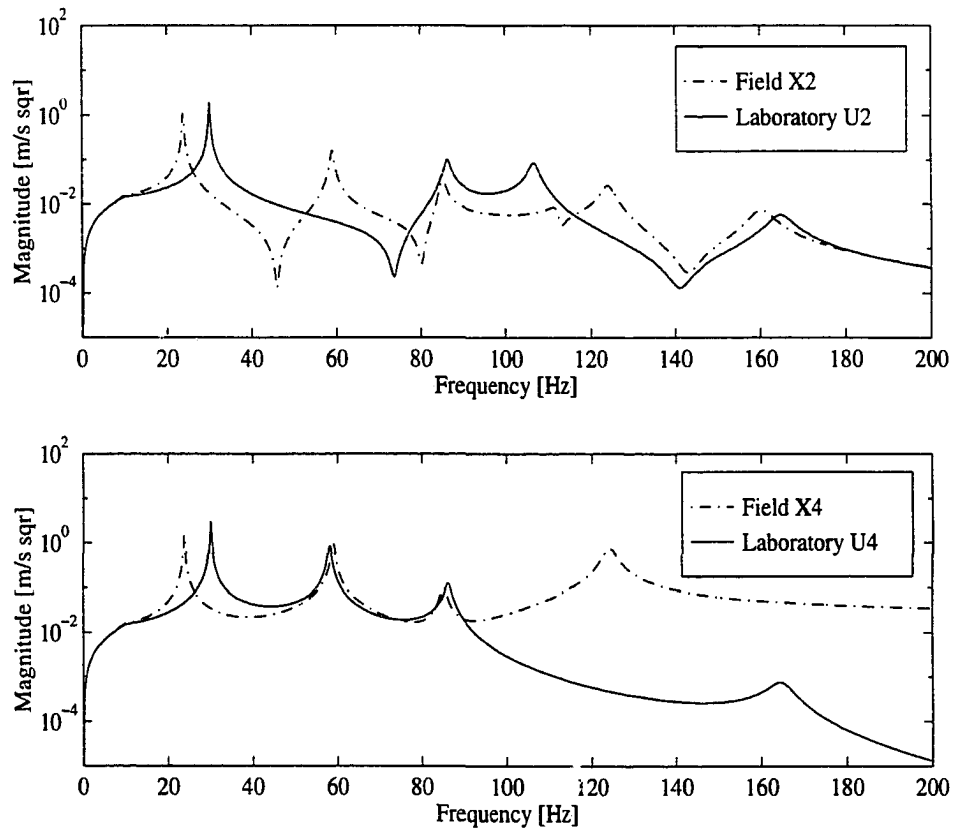 10^2
10^0
10^-2
10^-4
Magnitude [m/s sqr]
Field X2
Laboratory U2
0 20 40 60 80 100 120 140 160 180 200
Frequency [Hz]
10^2
10^0
10^-2
10^-4
Magnitude [m/s sqr]
Field X4
Laboratory U4
0 20 40 60 80 100 120 140 160 180 200
Frequency [Hz]